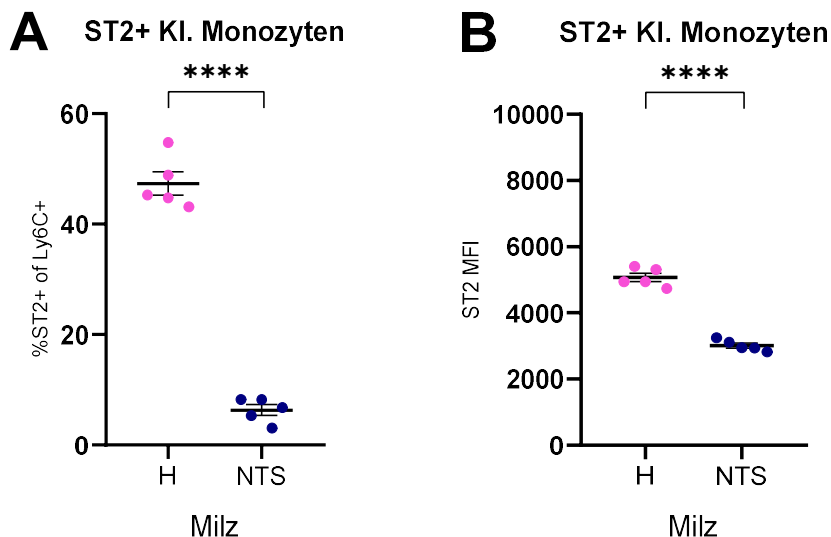 A
ST2+ Kl. Monozyten
****
60
40
20
0
%ST2+ of Ly6C+
H
NTS
Milz
B
ST2+ Kl. Monozyten
****
10000
8000
6000
4000
2000
0
ST2 MFI
H
NTS
Milz